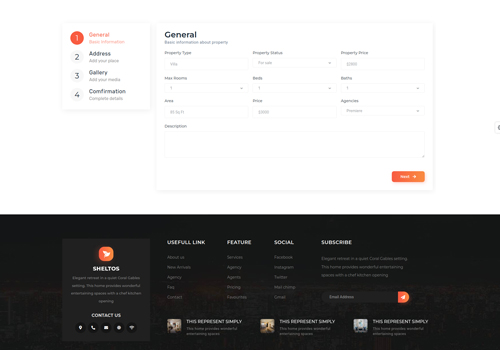 1
General
Basic information
2
Address
Add your place
3
Gallery
Add your media
4
Comfirmation
Complete details
General
Basic information about property
Property Type
Villa
Property Status
For sale
Property Price
$2800
Max Rooms
1
Beds
1
Baths
1
Area
85 Sq Ft
Price
$3000
Agencies
Description
Next
SHELTOS
Elegant retreat in a quiet Coral Gables
setting. This home provides wonderful
entertaining spaces with a chef kitchen
opening.
CONTACT US
USEFULL LINK
About us
New Arrivals
Agency
Faq
Contact
FEATURE
Services
Agency
Agents
Pricing
Favourites
SOCIAL
Facebook
Instagram
Twitter
Mail Listing
Gmail
SUBSCRIBE
Elegant retreat in a quiet Coral Gables setting.
This home provides wonderful entertaining
spaces with a chef kitchen opening.
Email Address
THIS REPRESENT SIMPLY
This home provides wonderful
entertaining spaces
THIS REPRESENT SIMPLY
This home provides wonderful
entertaining spaces
THIS REPRESENT SIMPLY
This home provides wonderful
entertaining spaces